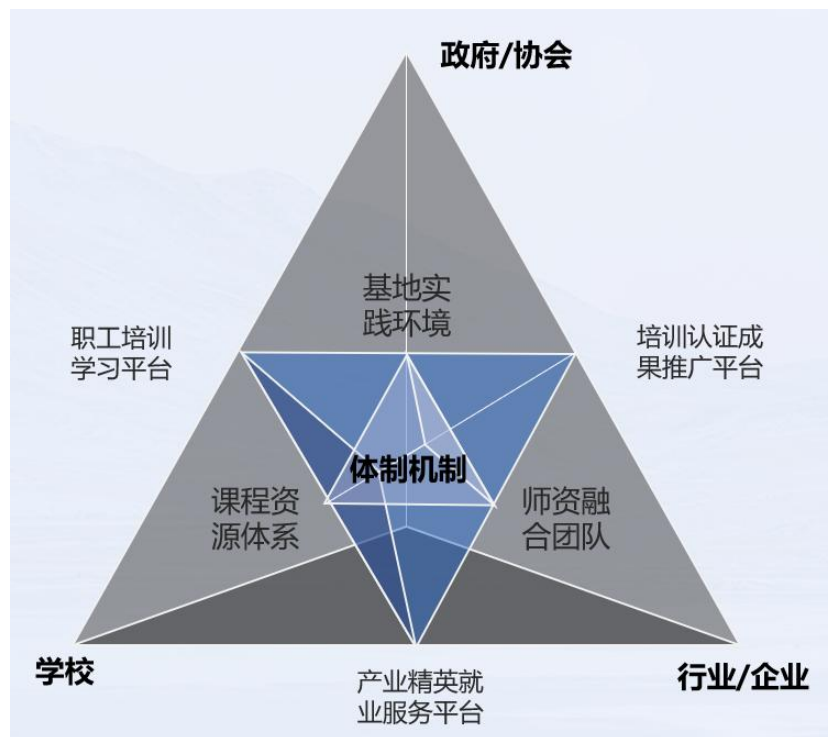 政府/协会
基地实
践环境
职工培训
学习平台
培训认证成
果推广平台
体制机制
课程资
源体系
师资融
合团队
学校
产业精英就
业服务平台
行业/企业